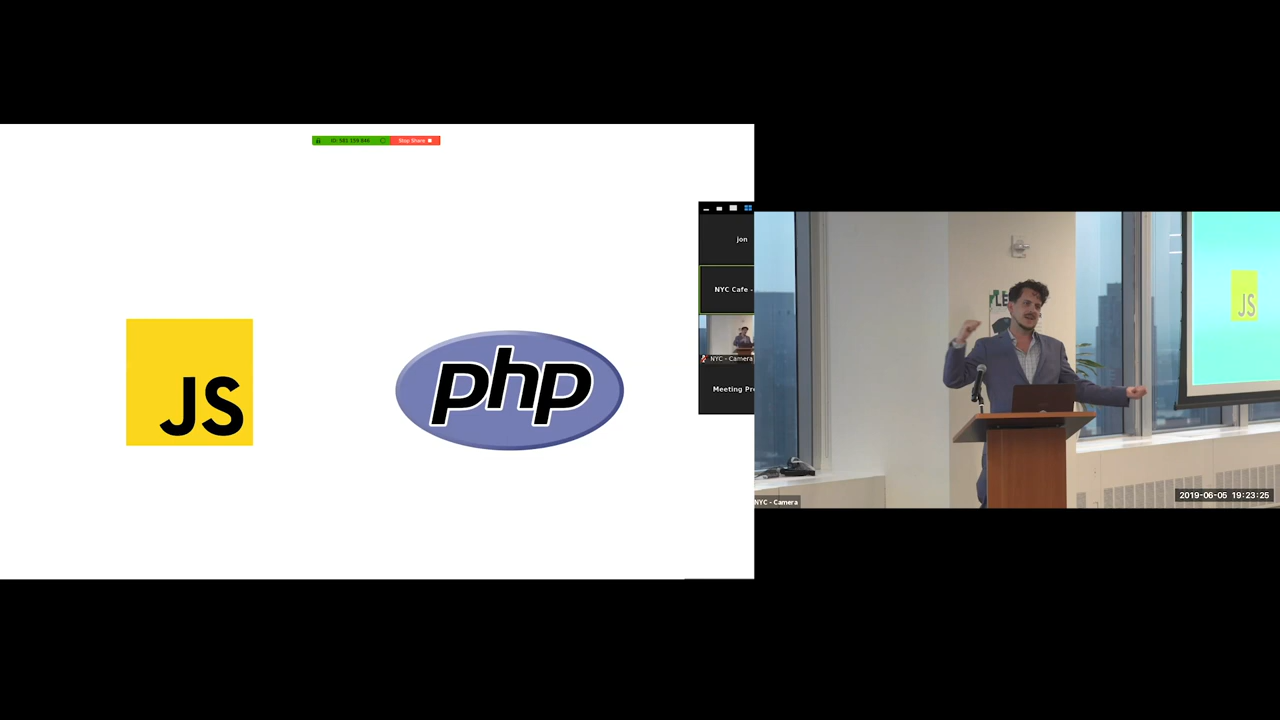 Stop Share
jon
NYC Cafe -
NYC - Camera
Meeting Pr
JS
php
LE
JS
NYC - Camera
2019-06-05 19:23:25